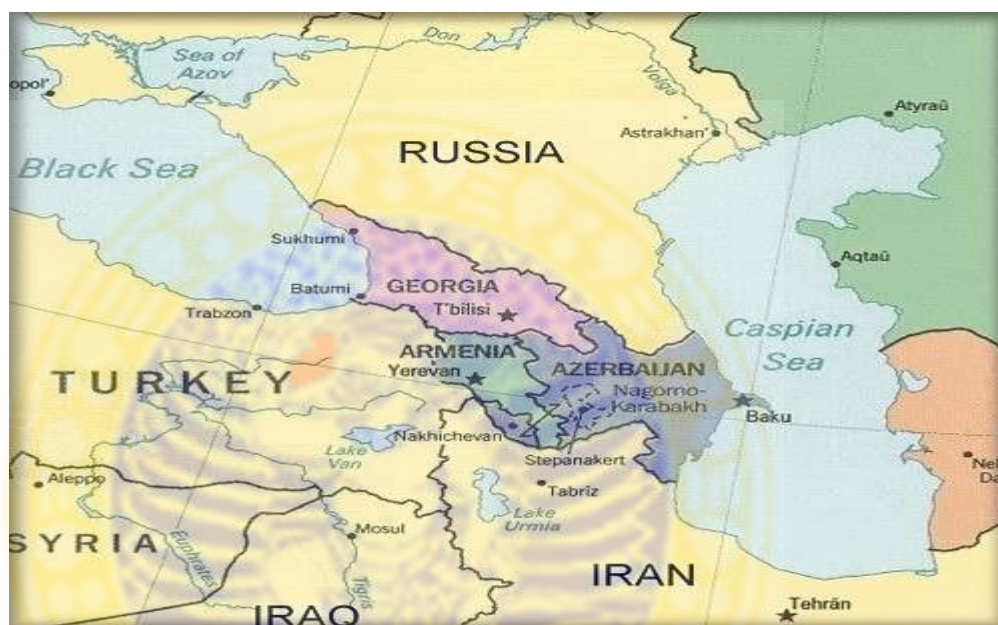 Don
Sea of
Azov
opol'
Volga
Atyraū
Astrakhan'
RUSSIA
Black Sea
Sukhumi
Aqtaū
Batumi
GEORGIA
T'bilisi
Trabzon
Caspian
Sea
ARMENIA
Yerevan
AZERBAIJAN
TURKEY
Nagorno-
Karabakh
Baku
Nakhichevan
Lake
Van
Stepanakert
Aleppo
Tabrīz
Lake
Urmia
Mosul
SYRIA
Euphrates
Tigris
IRAN
IRAQ
Tehrān